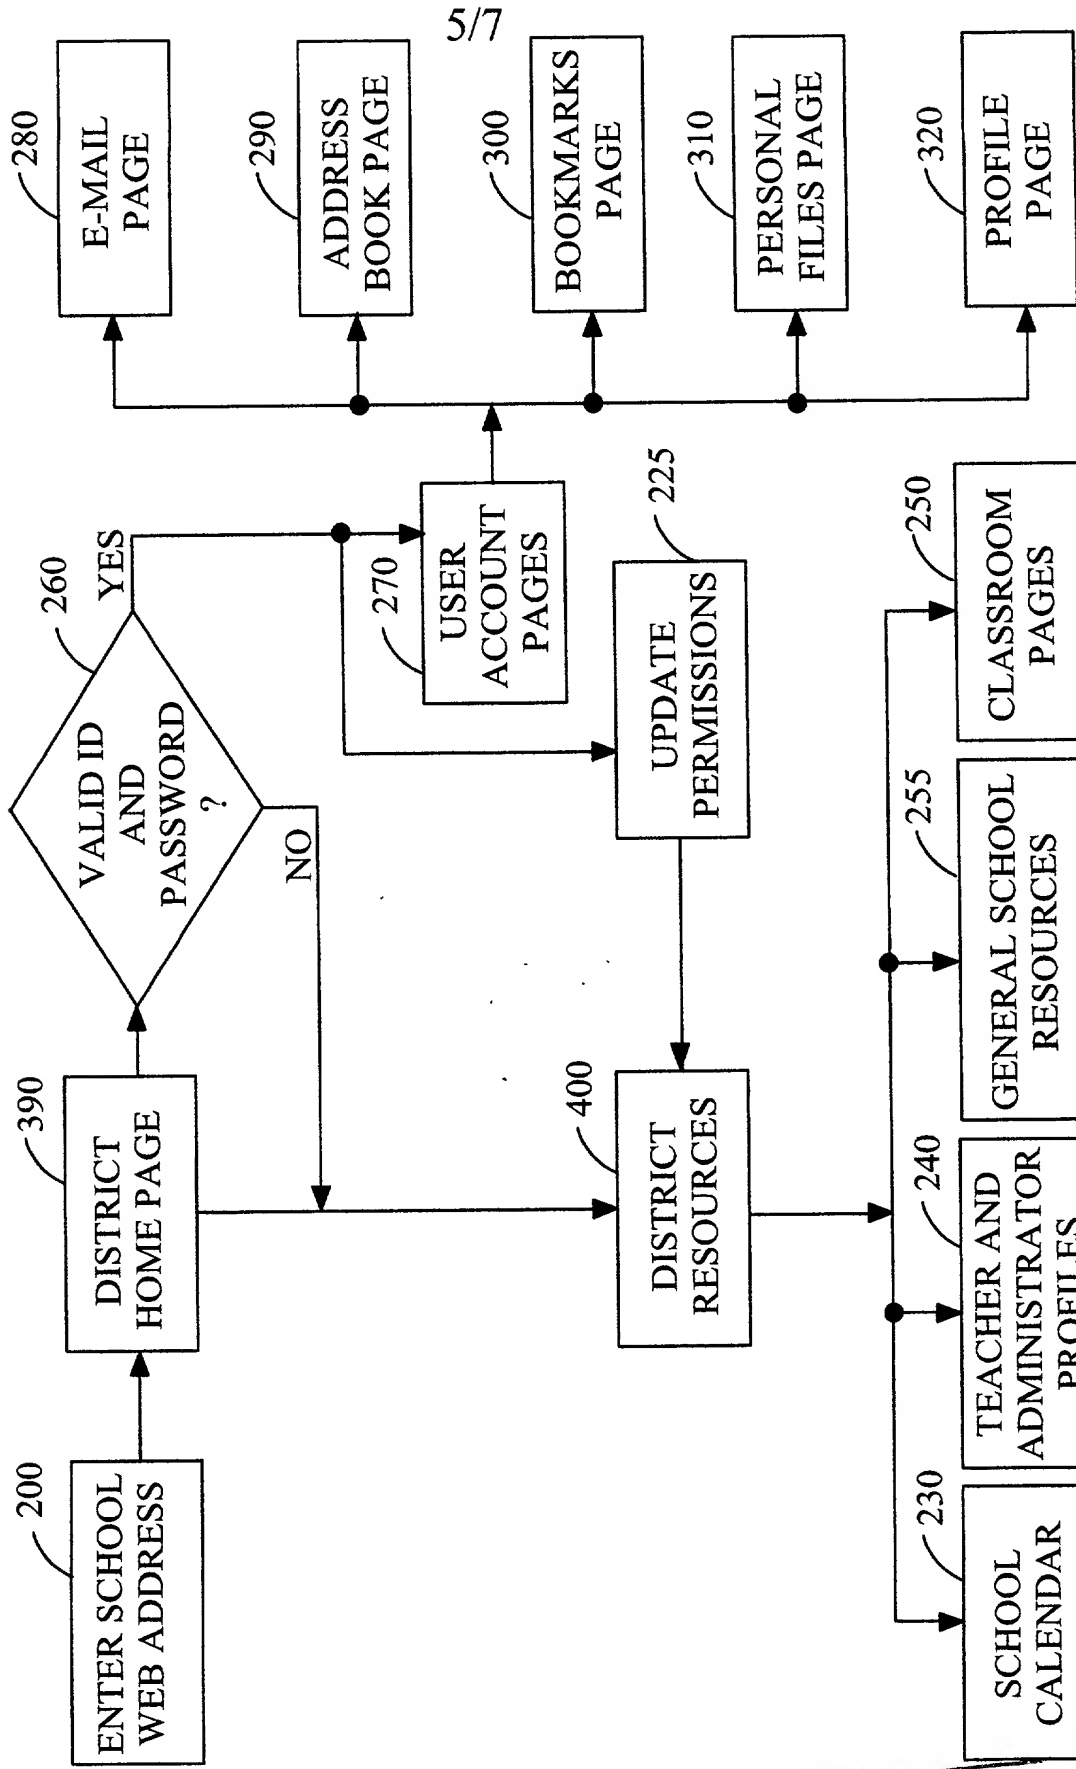 5/7
200
ENTER SCHOOL
WEB ADDRESS
390
DISTRICT
HOME PAGE
260
VALID ID
AND
PASSWORD
?
YES
NO
270
USER
ACCOUNT
PAGES
280
E-MAIL
PAGE
290
ADDRESS
BOOK PAGE
300
BOOKMARKS
PAGE
310
PERSONAL
FILES PAGE
320
PROFILE
PAGE
225
UPDATE
PERMISSIONS
400
DISTRICT
RESOURCES
230
SCHOOL
CALENDAR
240
TEACHER AND
ADMINISTRATOR
PROFILES
255
GENERAL SCHOOL
RESOURCES
250
CLASSROOM
PAGES